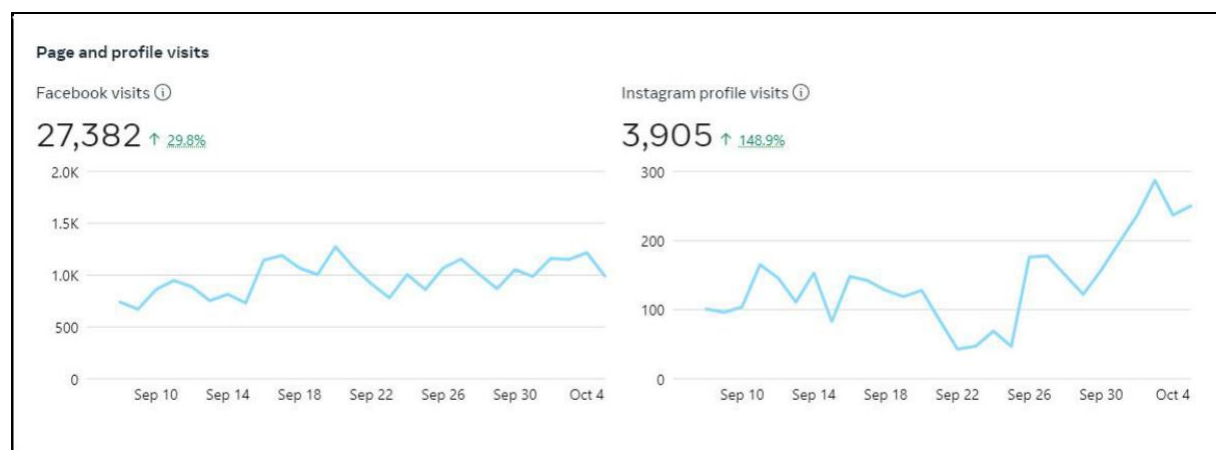 Page and profile visits
Facebook visits
27,382 ↑ 29.8%
2.0K
1.5K
1.0K
500
0
Sep 10 Sep 14 Sep 18 Sep 22 Sep 26 Sep 30 Oct 4
Instagram profile visits
3,905 ↑ 148.9%
300
200
100
0
Sep 10 Sep 14 Sep 18 Sep 22 Sep 26 Sep 30 Oct 4